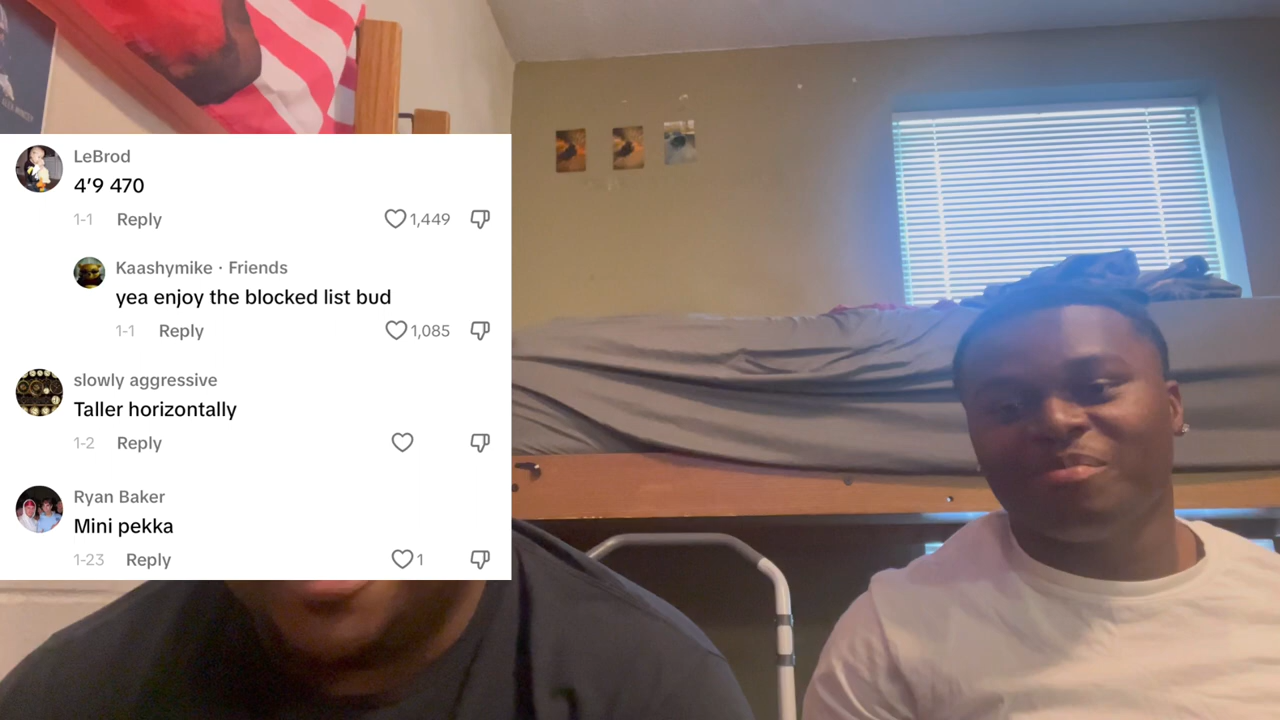 LeBrod
4'9 470
1-1 Reply 1,449
Kaashymike · Friends
yea enjoy the blocked list bud
1-1 Reply 1,085
slowly aggressive
Taller horizontally
1-2 Reply
Ryan Baker
Mini pekka
1-23 Reply 1